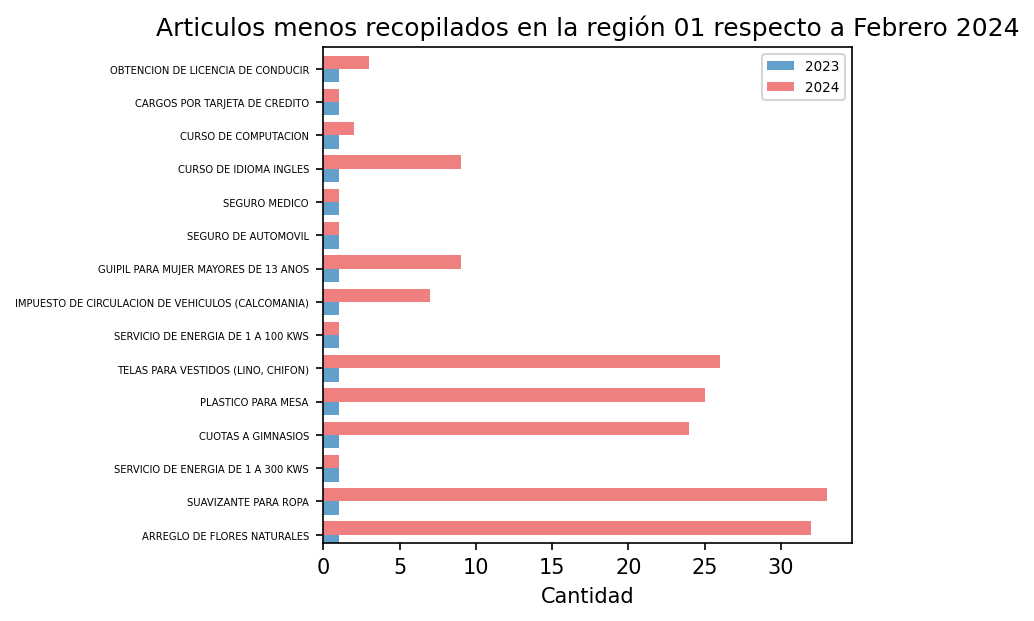 Articulos menos recopilados en la región 01 respecto a Febrero 2024
2023
2024
OBTENCION DE LICENCIA DE CONDUCIR
CARGOS POR TARJETA DE CREDITO
CURSO DE COMPUTACION
CURSO DE IDIOMA INGLES
SEGURO MEDICO
SEGURO DE AUTOMOVIL
GUIPIL PARA MUJER MAYORES DE 13 ANOS
IMPUESTO DE CIRCULACION DE VEHICULOS (CALCOMANIA)
SERVICIO DE ENERGIA DE 1 A 100 KWS
TELAS PARA VESTIDOS (LINO, CHIFON)
PLASTICO PARA MESA
CUOTAS A GIMNASIOS
SERVICIO DE ENERGIA DE 1 A 300 KWS
SUAVIZANTE PARA ROPA
ARREGLO DE FLORES NATURALES
0 5 10 15 20 25 30
Cantidad